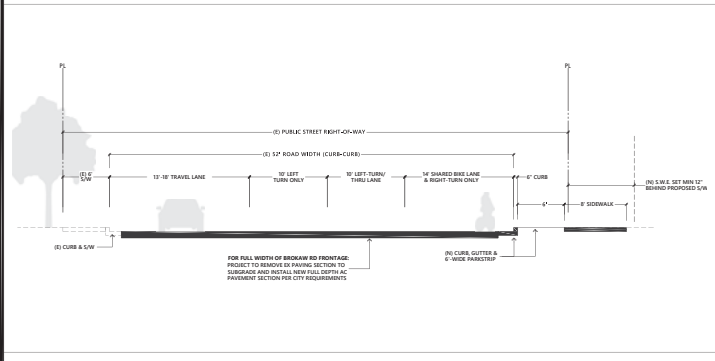 PL
PL
(E) PUBLIC STREET RIGHT-OF-WAY
(E) 52' ROAD WIDTH (CURB-CURB)
(E) 6'
S/W
13'-18' TRAVEL LANE
10' LEFT
TURN ONLY
10' LEFT-TURN/
THRU LANE
14' SHARED BIKE LANE
& RIGHT-TURN ONLY
6" CURB
(N) S.W.E. SET MIN 12"
BEHIND PROPOSED S/W
6'
8' SIDEWALK
(E) CURB & S/W
FOR FULL WIDTH OF BROKAW RD FRONTAGE:
PROJECT TO REMOVE EX PAVING SECTION TO
SUBGRADE AND INSTALL NEW FULL DEPTH AC
PAVEMENT SECTION PER CITY REQUIREMENTS
(N) CURB, GUTTER &
6'-WIDE PARKSTRIP